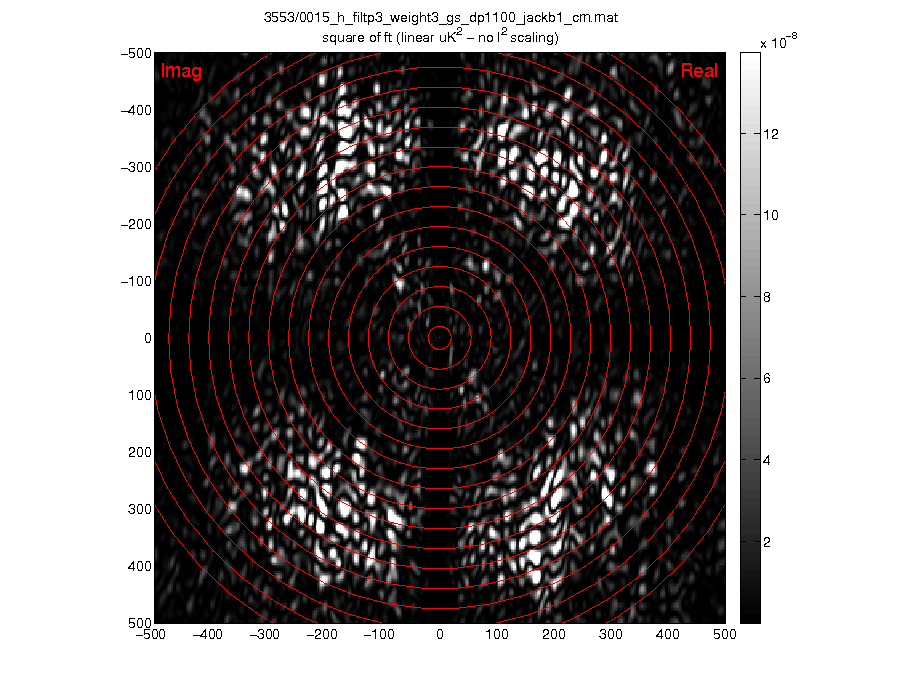 3553/0015_h_filtp3_weight3_gs_dp1100_jackb1_cm.mat
square of ft (linear uK² − no l² scaling)
x 10⁻⁸
Imag
Real
−500
−400
−300
−200
−100
0
100
200
300
400
500
12
10
8
6
4
2
−500 −400 −300 −200 −100 0 100 200 300 400 500